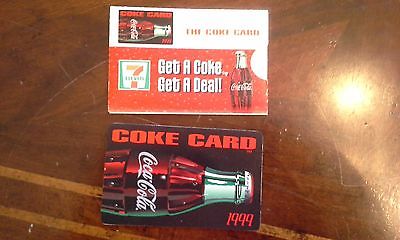 COKE CARD
1999
THE COKE CARD
7
ELEVEN
Get A Coke,
Get A Deal!
Coca-Cola
COKE CARD
Coca-Cola
1999